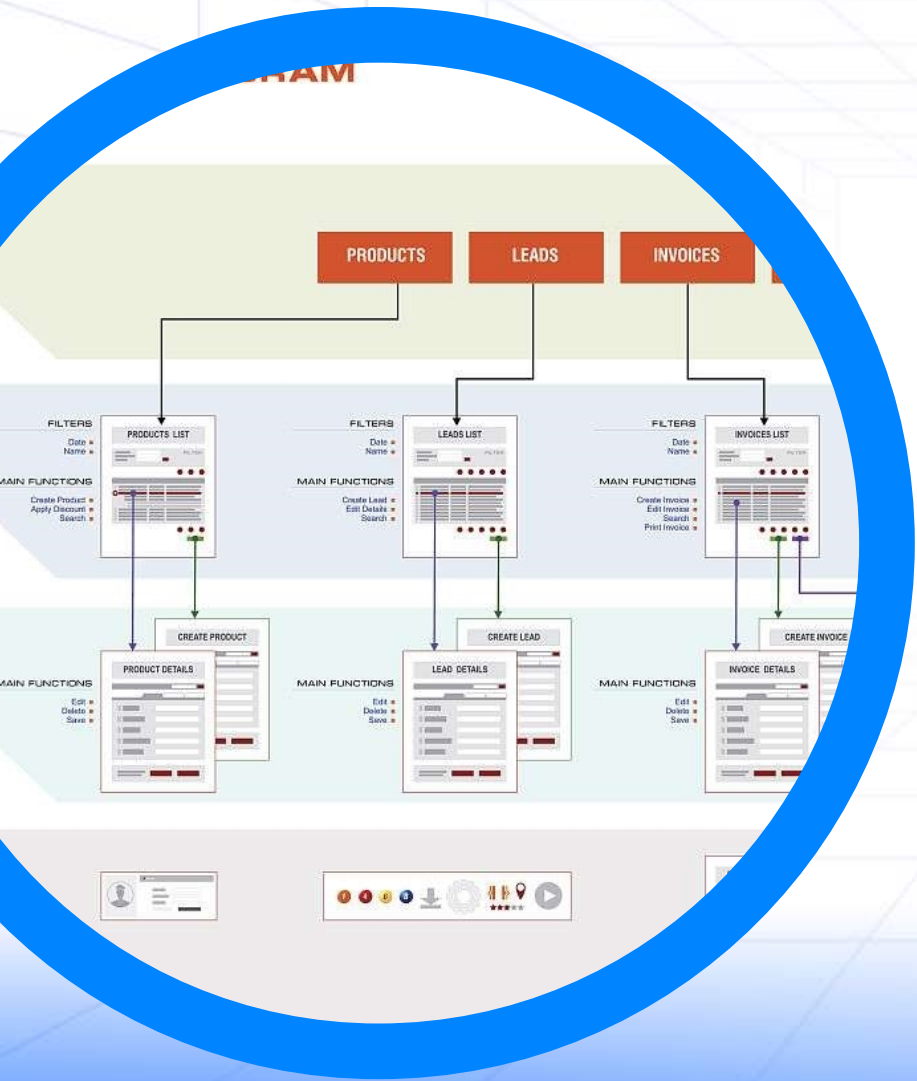 PRODUCTS
LEADS
INVOICES
FILTERS
Date
Name
MAIN FUNCTIONS
Create Product
Apply Discount
Search
PRODUCTS LIST
FILTER
FILTERS
Date
Name
MAIN FUNCTIONS
Create Lead
Edit Details
Search
LEADS LIST
FILTER
FILTERS
Date
Name
MAIN FUNCTIONS
Create Invoice
Edit Invoice
Search
Print Invoice
INVOICES LIST
FILTER
CREATE PRODUCT
PRODUCT DETAILS
MAIN FUNCTIONS
Edit
Delete
Save
CREATE LEAD
LEAD DETAILS
MAIN FUNCTIONS
Edit
Delete
Save
CREATE INVOICE
INVOICE DETAILS
MAIN FUNCTIONS
Edit
Delete
Save